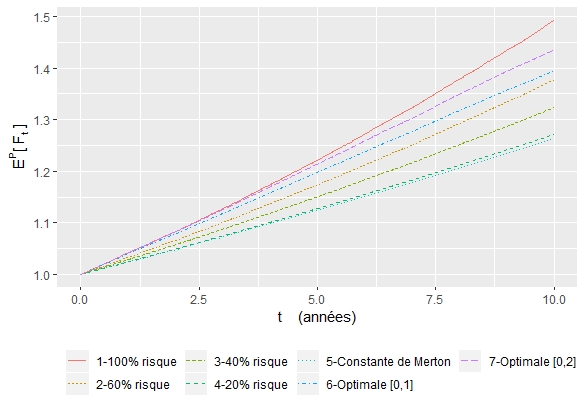 1.5
1.4
1.3
1.2
1.1
1.0
E^P[ F_t ]
0.0 2.5 5.0 7.5 10.0
t (années)
1-100% risque 3-40% risque 5-Constante de Merton 7-Optimale [0,2]
2-60% risque 4-20% risque 6-Optimale [0,1]